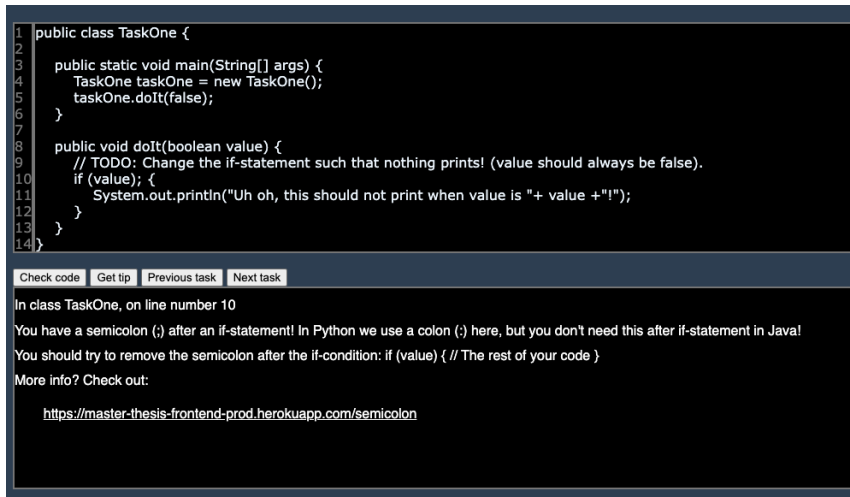 1 public class TaskOne {
2
3 public static void main(String[] args) {
4 TaskOne taskOne = new TaskOne();
5 taskOne.doIt(false);
6 }
7
8 public void doIt(boolean value) {
9 // TODO: Change the if-statement such that nothing prints! (value should always be false).
10 if (value); {
11 System.out.println("Uh oh, this should not print when value is "+ value +"!");
12 }
13 }
14 }
Check code Get tip Previous task Next task
In class TaskOne, on line number 10
You have a semicolon (;) after an if-statement! In Python we use a colon (:) here, but you don't need this after if-statement in Java!
You should try to remove the semicolon after the if-condition: if (value) { // The rest of your code }
More info? Check out:
https://master-thesis-frontend-prod.herokuapp.com/semicolon